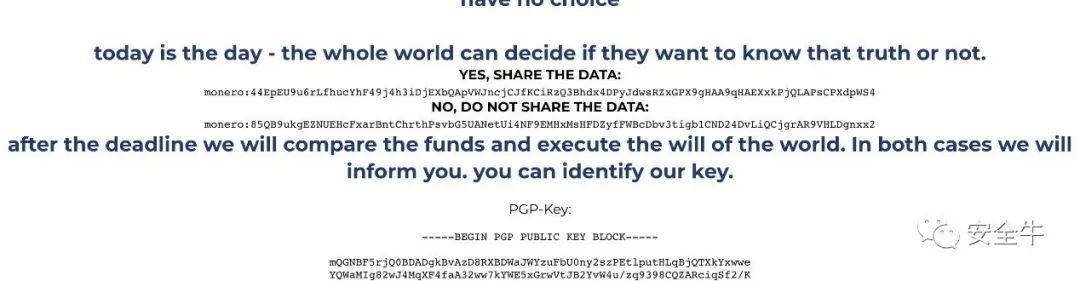 have no choice
today is the day - the whole world can decide if they want to know that truth or not.
YES, SHARE THE DATA:
monero:44EpEU9u6rLfhucYhF49j4h3iDjEXbQApVWJncjCJfKCiRzQ3Bhdx4DPyJdwsRZxGPX9gHAA9qHAEXxkPjQLAPsCPXdpWS4
NO, DO NOT SHARE THE DATA:
monero:85QB9ukgEZNUEHcFxarBntChrthPsvbG5UANetUi4NF9EMHxMsHFDZyfFWBcDbv3tigb1CND24DvLiQCjgrAR9VHLDgnxx2
after the deadline we will compare the funds and execute the will of the world. In both cases we will
inform you. you can identify our key.
PGP-Key:
-----BEGIN PGP PUBLIC KEY BLOCK-----
mQGNBF5rjQ0BDADgkBvAzD8RXBDWaJWYzuFbU0ny2szPEtlputHLqBjQTXkYxwwe
YQWaMIg82wJ4MqXF4faA32ww7kYWE5xGrwVtJB2YvW4u/zq9398CQZARciqSf2/K
安全牛